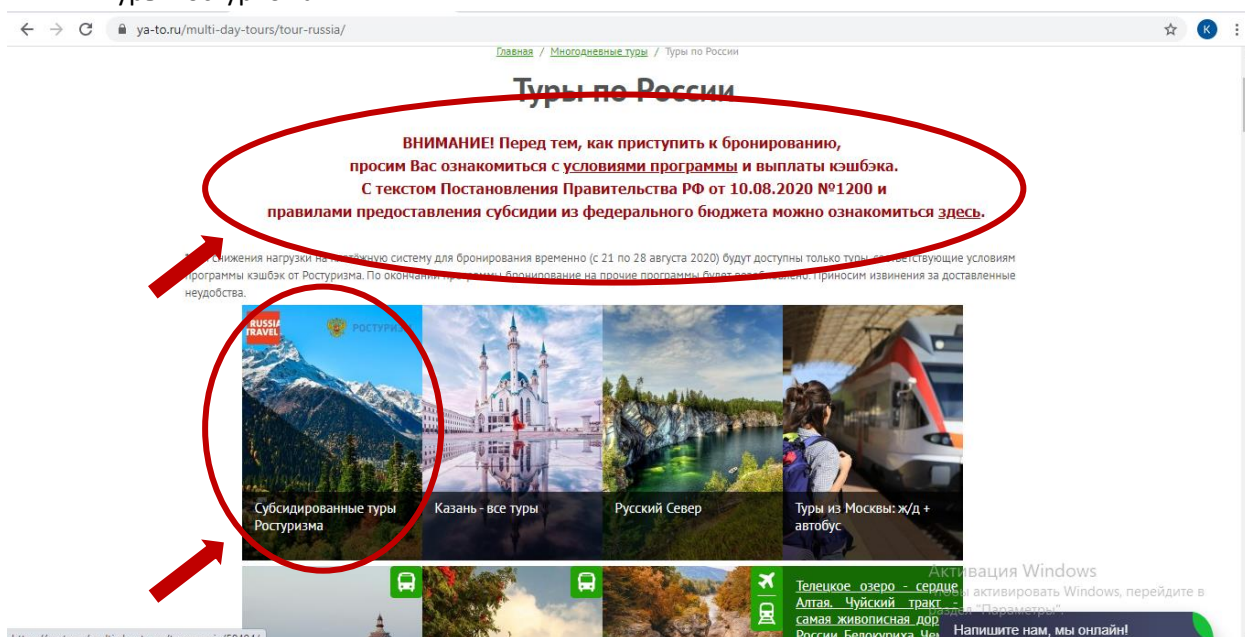 ya-to.ru/multi-day-tours/tour-russia/
K
Главная / Многодневные туры / Туры по России
Туры по России
ВНИМАНИЕ! Перед тем, как приступить к бронированию,
просим Вас ознакомиться с условиями программы и выплаты кэшбэка.
С текстом Постановления Правительства РФ от 10.08.2020 №1200 и
правилами предоставления субсидии из федерального бюджета можно ознакомиться здесь.
снижения нагрузки на платёжную систему для бронирования временно (с 21 по 28 августа 2020) будут доступны только туры, соответствующие условиям
программы кэшбэк от Ростуризма. По окончании программы бронирование на прочие программы будет возобновлено. Приносим извинения за доставленные
неудобства.
RUSSIA
TRAVEL
РОСТУРИЗМ
Субсидированные туры
Ростуризма
Казань - все туры
Русский Север
Туры из Москвы: ж/д +
автобус
Телецкое озеро - сердце
Алтая. Чуйский тракт -
самая живописная дор
России Белокуриха Чем
Активация Windows
активировать Windows, перейдите в
раздел "Параметры".
Напишите нам, мы онлайн!